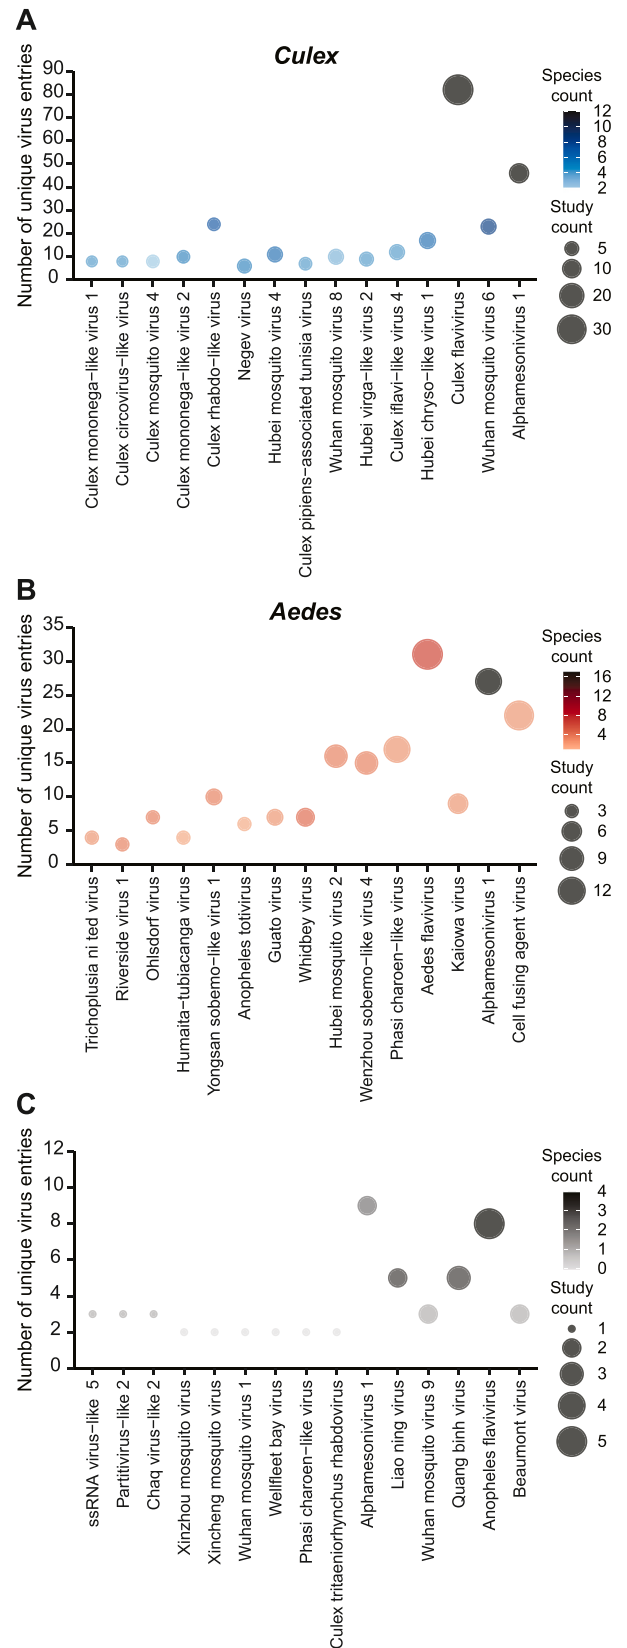 A
Culex
Number of unique virus entries
90
80
70
60
50
40
30
20
10
0
Culex mononega−like virus 1
Culex circovirus−like virus
Culex mosquito virus 4
Culex mononega−like virus 2
Culex rhabdo−like virus
Negev virus
Hubei mosquito virus 4
Culex pipiens−associated tunisia virus
Wuhan mosquito virus 8
Hubei virga−like virus 2
Culex iflavi−like virus 4
Hubei chryso−like virus 1
Culex flavivirus
Wuhan mosquito virus 6
Alphamesonivirus 1
Species
count
12
10
8
6
4
2
Study
count
5
10
20
30
B
Aedes
Number of unique virus entries
35
30
25
20
15
10
5
0
Trichoplusia ni ted virus
Riverside virus 1
Ohlsdorf virus
Humaita−tubiacanga virus
Yongsan sobemo−like virus 1
Anopheles totivirus
Guato virus
Whidbey virus
Hubei mosquito virus 2
Wenzhou sobemo−like virus 4
Phasi charoen−like virus
Aedes flavivirus
Kaiowa virus
Alphamesonivirus 1
Cell fusing agent virus
Species
count
16
12
8
4
Study
count
3
6
9
12
C
Number of unique virus entries
12
10
8
6
4
2
0
ssRNA virus−like 5
Partitivirus−like 2
Chaq virus−like 2
Xinzhou mosquito virus
Xincheng mosquito virus
Wuhan mosquito virus 1
Wellfleet bay virus
Phasi charoen−like virus
Culex tritaeniorhynchus rhabdovirus
Alphamesonivirus 1
Liao ning virus
Wuhan mosquito virus 9
Quang binh virus
Anopheles flavivirus
Beaumont virus
Species
count
4
3
2
1
0
Study
count
1
2
3
4
5